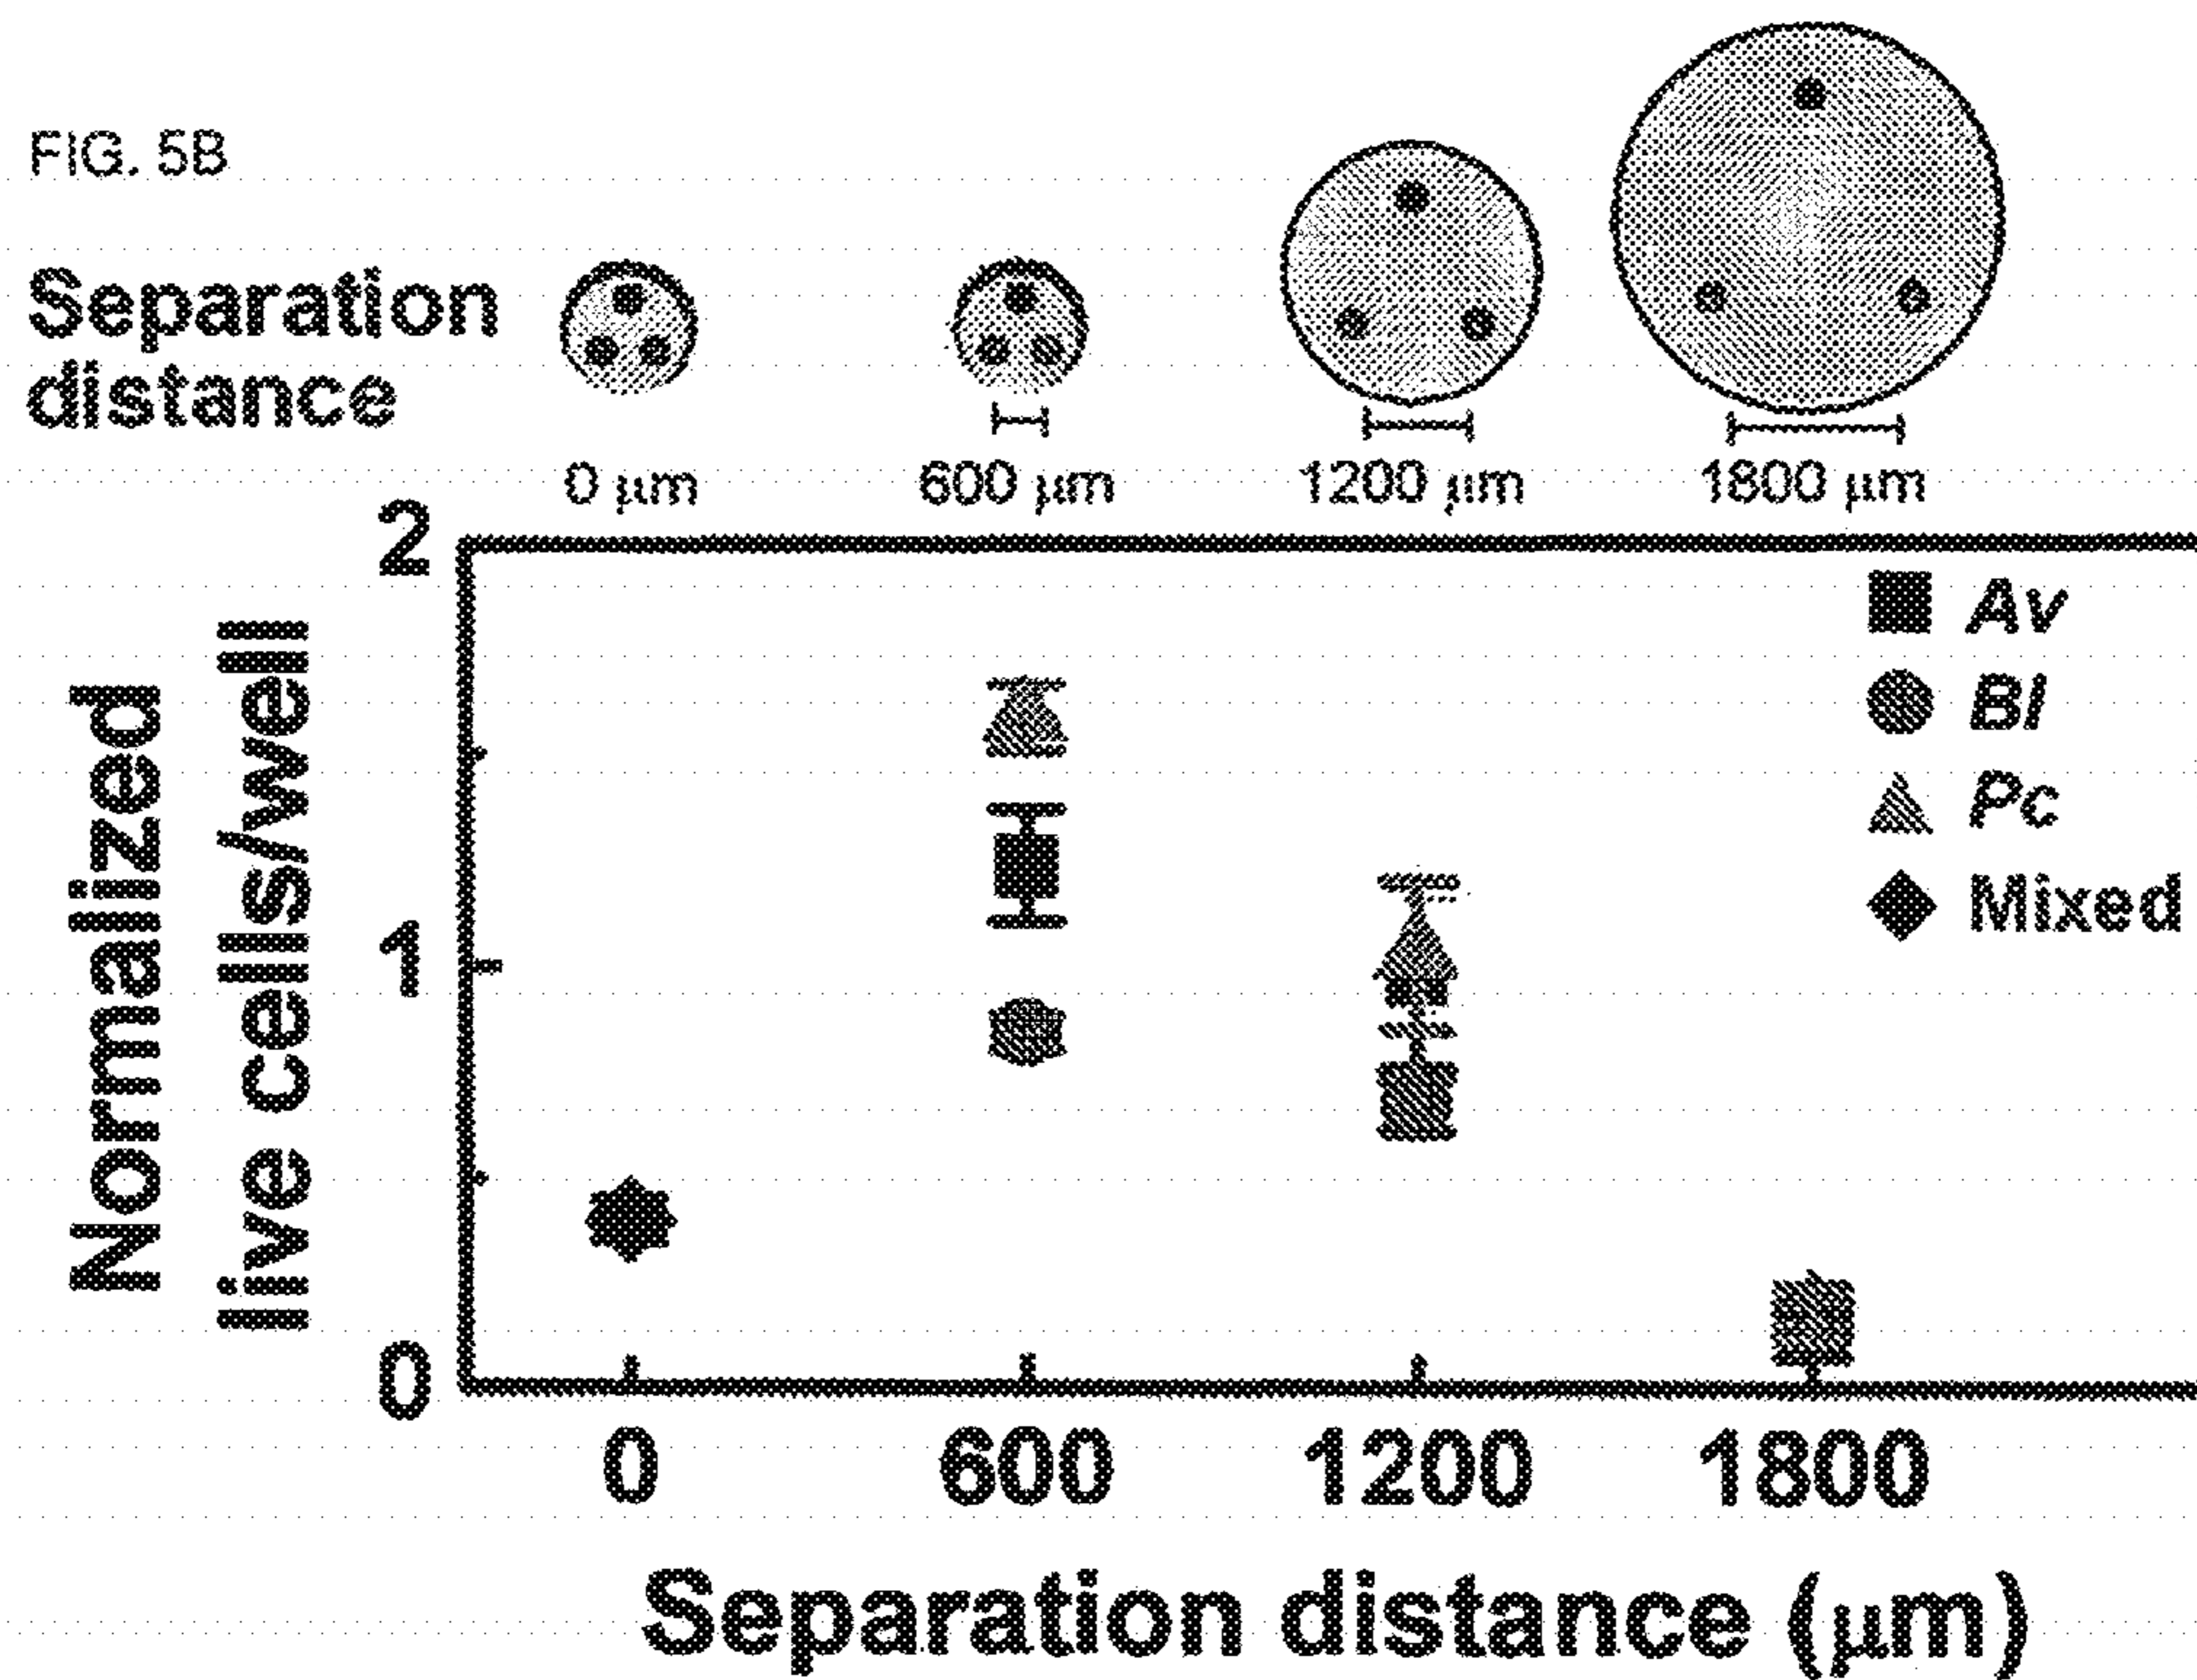 FIG. 5B
Separation
distance
0 μm
600 μm
1200 μm
1800 μm
Normalized
live cells/well
2
1
0
Av
Bl
Pc
Mixed
0
600
1200
1800
Separation distance (μm)